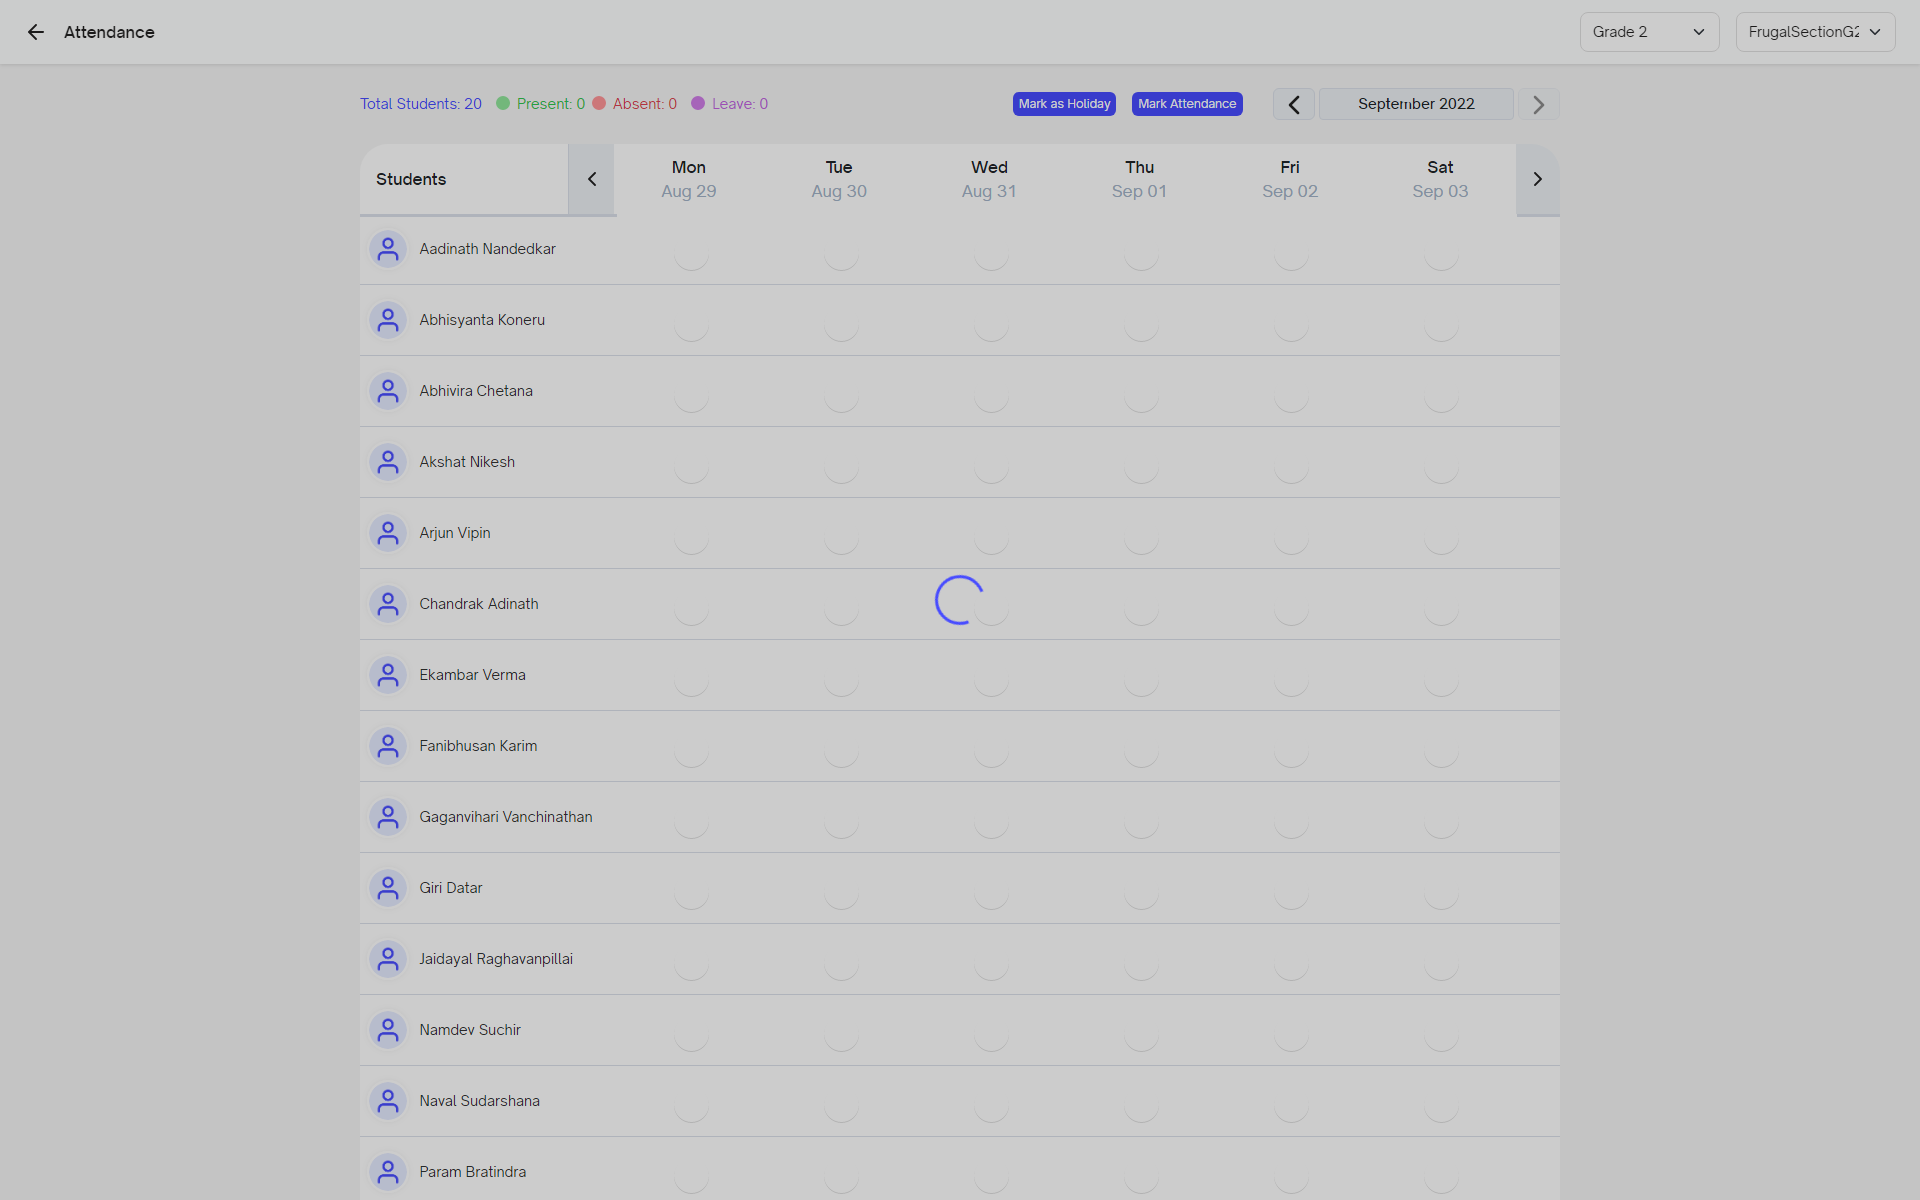 Attendance
Grade 2
FrugalSectionG2
Total Students: 20 Present: 0 Absent: 0 Leave: 0
Mark as Holiday
Mark Attendance
September 2022
Students
Mon Tue Wed Thu Fri Sat
Aug 29 Aug 30 Aug 31 Sep 01 Sep 02 Sep 03
Aadinath Nandedkar
Abhisyanta Koneru
Abhivira Chetana
Akshat Nikesh
Arjun Vipin
Chandrak Adinath
Ekambar Verma
Fanibhusan Karim
Gaganvihari Vanchinathan
Giri Datar
Jaidayal Raghavanpillai
Namdev Suchir
Naval Sudarshana
Param Bratindra